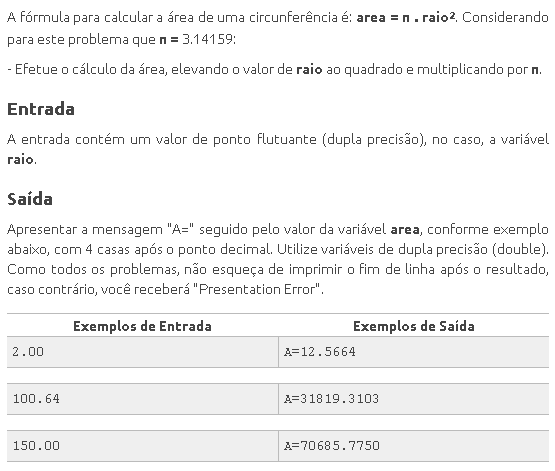 A fórmula para calcular a área de uma circunferência é: area = n . raio². Considerando
para este problema que n = 3.14159:
- Efetue o cálculo da área, elevando o valor de raio ao quadrado e multiplicando por n.
Entrada
A entrada contém um valor de ponto flutuante (dupla precisão), no caso, a variável
raio.
Saída
Apresentar a mensagem "A=" seguido pelo valor da variável area, conforme exemplo
abaixo, com 4 casas após o ponto decimal. Utilize variáveis de dupla precisão (double).
Como todos os problemas, não esqueça de imprimir o fim de linha após o resultado,
caso contrário, você receberá "Presentation Error".
Exemplos de Entrada Exemplos de Saída
2.00 A=12.5664
100.64 A=31819.3103
150.00 A=70685.7750